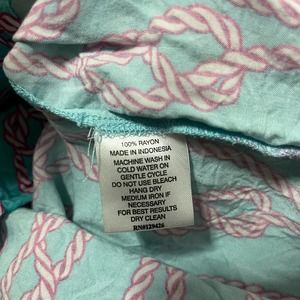 100% RAYON
MADE IN INDONESIA
MACHINE WASH IN
COLD WATER ON
GENTLE CYCLE
DO NOT USE BLEACH
HANG DRY
MEDIUM IRON IF
NECESSARY
FOR BEST RESULTS
DRY CLEAN
RN#129426